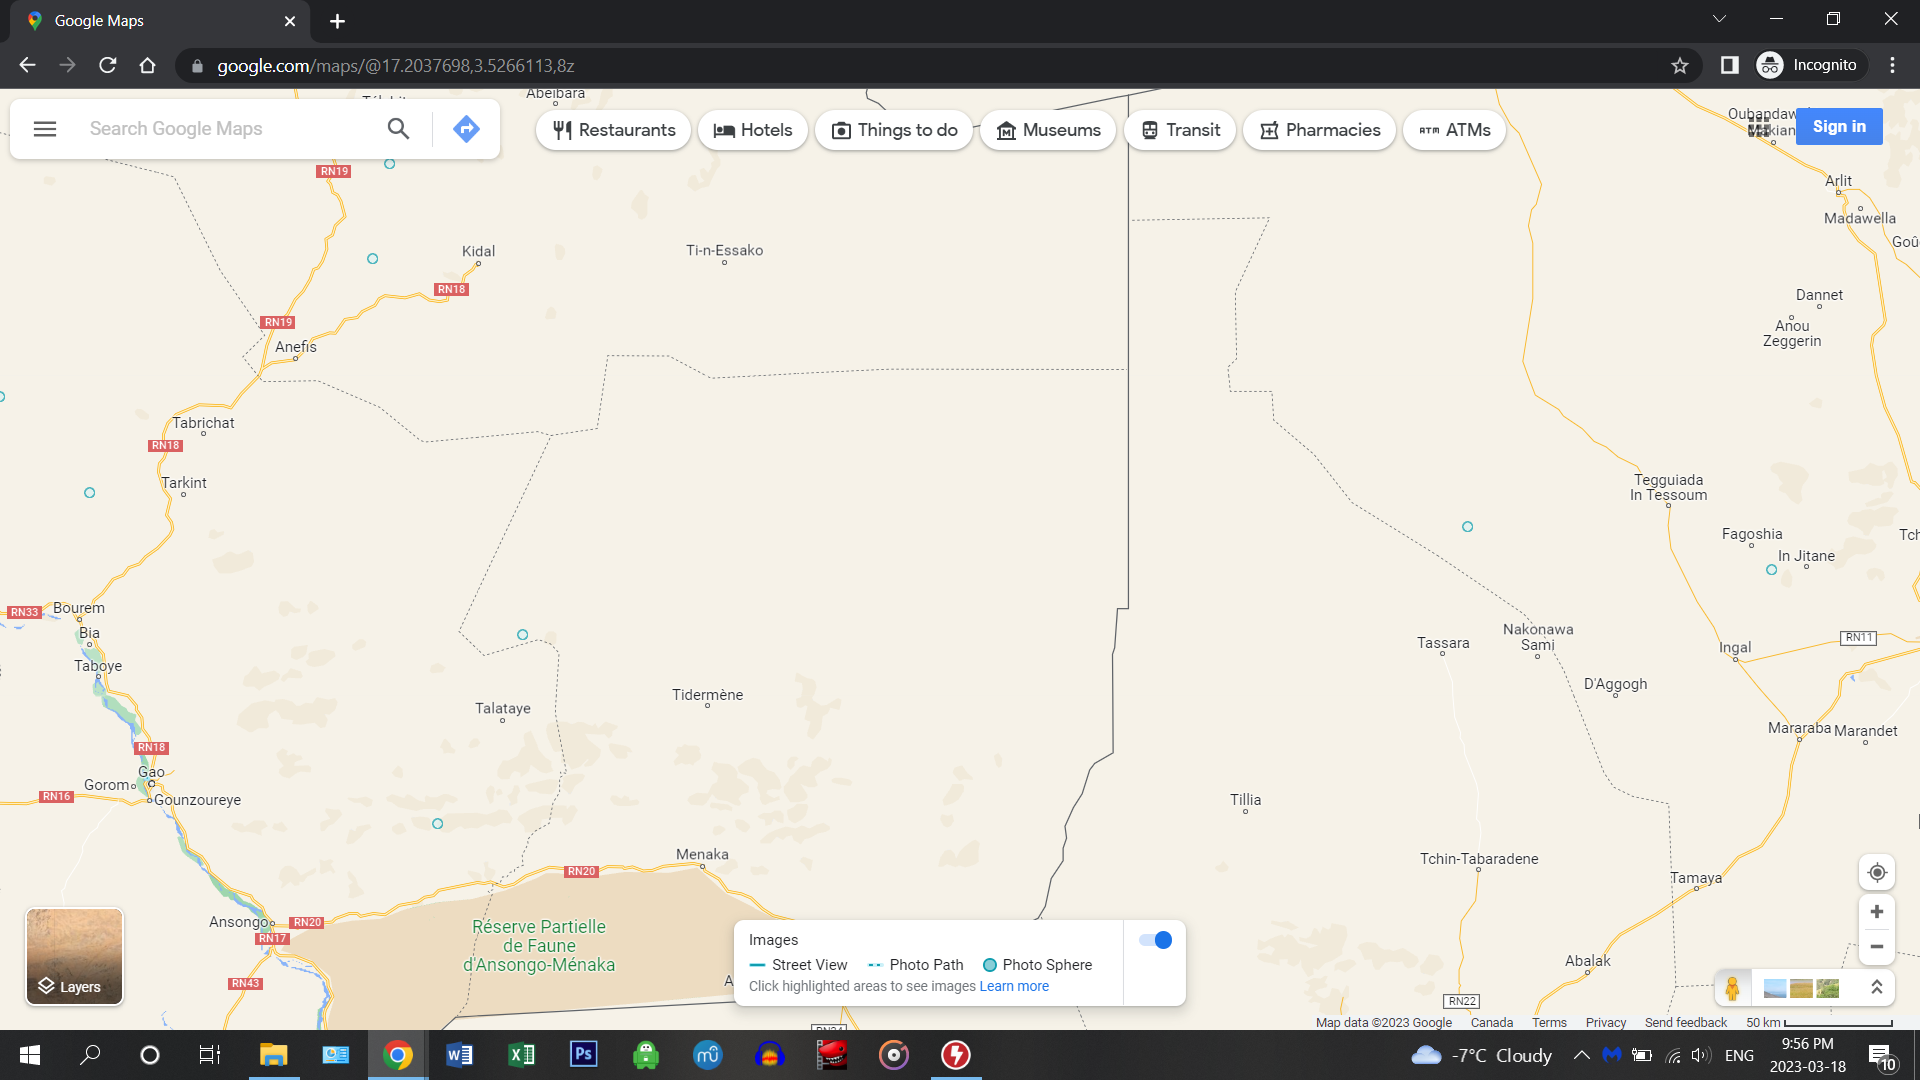 Google Maps
google.com/maps/@17.2037698,3.5266113,8z
Incognito
Search Google Maps
Restaurants
Hotels
Things to do
Museums
Transit
Pharmacies
ATM ATMs
Sign in
Abeïbara
RN19
Arlit
Madawella
Kidal
Ti-n-Essako
RN18
Dannet
RN19
Anou
Zeggerin
Anefis
Tabrichat
RN18
Tarkint
Tegguiada
In Tessoum
Fagoshia
In Jitane
RN33
Bourem
Bia
Taboye
Tassara
Nakonawa
Sami
Ingal
RN11
D'Aggogh
Talataye
Tidermène
Mararaba
Marandet
RN18
Gao
Gorom
RN16
Gounzoureye
Tillia
Menaka
RN20
Tchin-Tabaradene
Tamaya
Ansongo
RN20
RN17
Réserve Partielle
de Faune
d'Ansongo-Ménaka
RN43
Abalak
RN22
Layers
Images
Street View
Photo Path
Photo Sphere
Click highlighted areas to see images Learn more
Map data ©2023 Google
Canada
Terms
Privacy
Send feedback
50 km
-7°C Cloudy
ENG
9:56 PM
2023-03-18
10